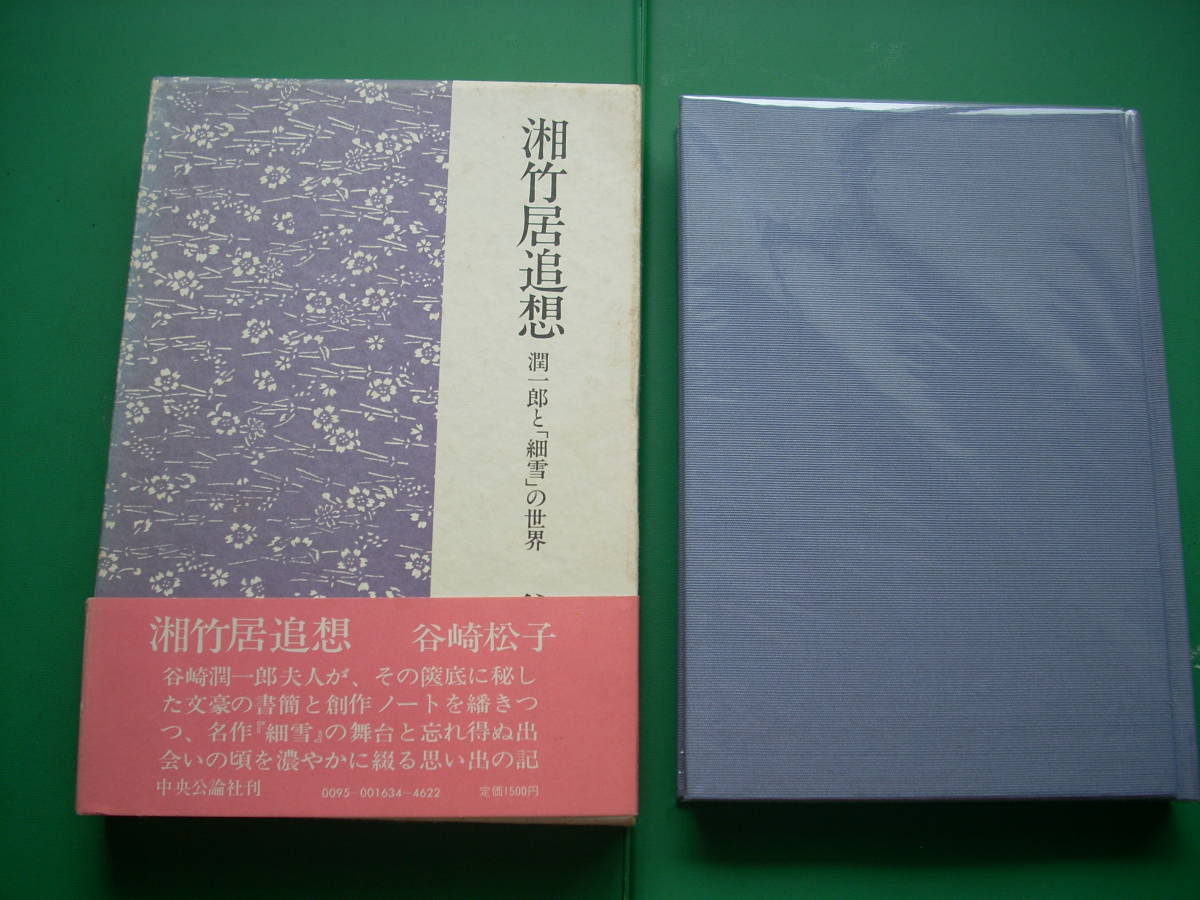 湘竹居追想
潤一郎と「細雪」の世界
湘竹居追想 谷崎松子
谷崎潤一郎夫人が、その篋底に秘し
た文豪の書簡と創作ノートを繙きつ
つ、名作『細雪』の舞台と忘れ得ぬ出
会いの頃を濃やかに綴る思い出の記
中央公論社刊 0095-001634-4622 定価1500円